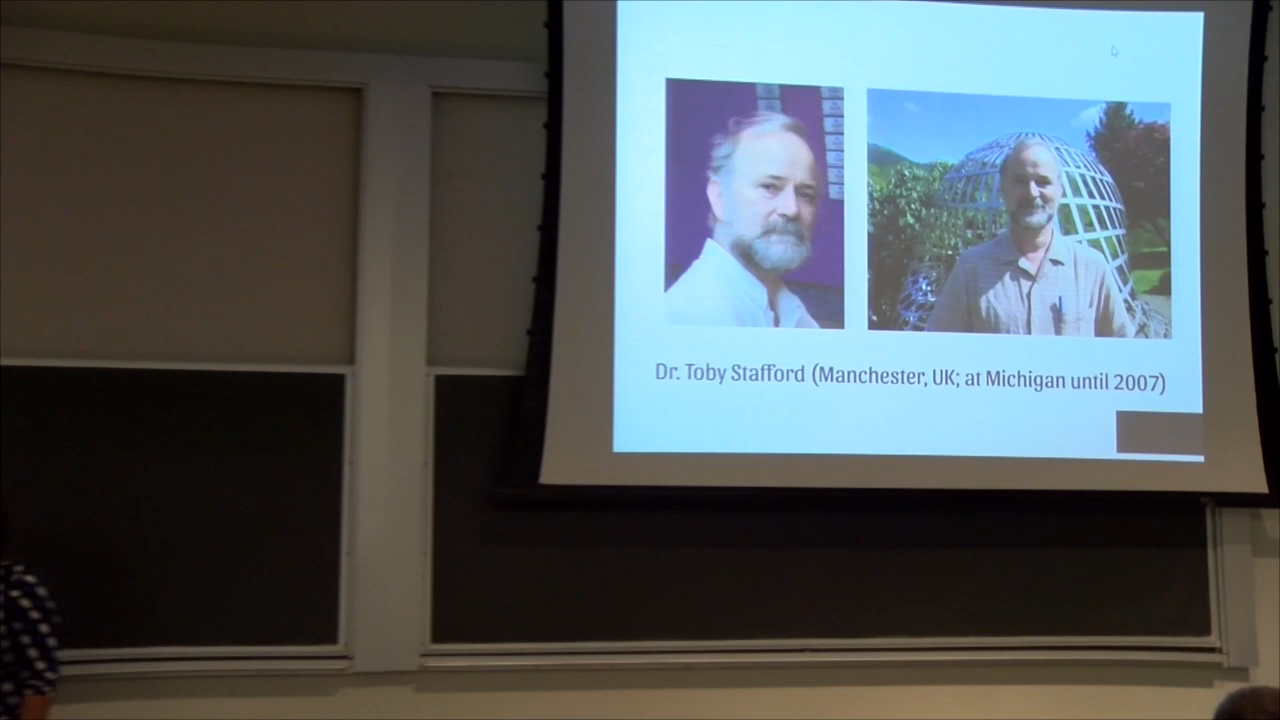 Dr. Toby Stafford (Manchester, UK; at Michigan until 2007)